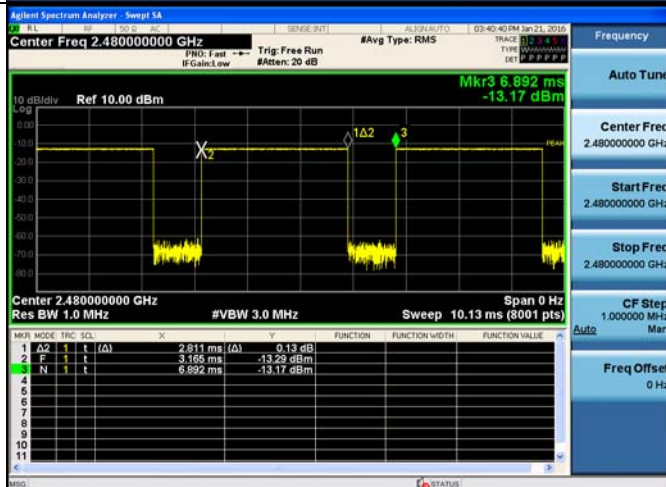 Agilent Spectrum Analyzer - Swept SA
RL RF 50 Ω AC SENSE:INT ALIGN AUTO 03:40:40 PM Jan 21, 2016
Center Freq 2.480000000 GHz #Avg Type: RMS TRACE 1 2 3 4 5 6
PNO: Fast Trig: Free Run TYPE WWWWWW
IFGain:Low #Atten: 20 dB DET P P P P P P
Mkr3 6.892 ms
-13.17 dBm
10 dB/div Ref 10.00 dBm
Log
0.00
-10.0
-20.0
-30.0
-40.0
-50.0
-60.0
-70.0
-80.0
X2 1Δ2 3 PEAK
Center 2.480000000 GHz Span 0 Hz
Res BW 1.0 MHz #VBW 3.0 MHz Sweep 10.13 ms (8001 pts)
MKR MODE TRC SCL X Y FUNCTION FUNCTION WIDTH FUNCTION VALUE
1 Δ2 1 t (Δ) 2.811 ms (Δ) 0.13 dB
2 F 1 t 3.165 ms -13.29 dBm
3 N 1 t 6.892 ms -13.17 dBm
4
5
6
7
8
9
10
11
MSG STATUS
Frequency
Auto Tune
Center Freq
2.480000000 GHz
Start Freq
2.480000000 GHz
Stop Freq
2.480000000 GHz
CF Step
1.000000 MHz
Auto Man
Freq Offset
0 Hz